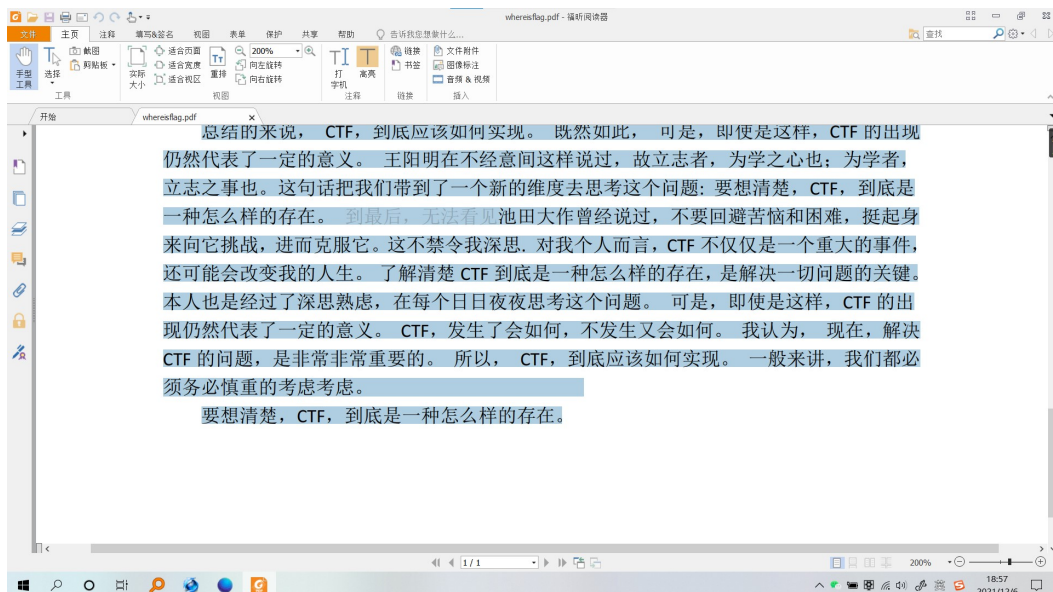 whereisflag.pdf - 福昕阅读器
文件 主页 注释 填写&签名 视图 表单 保护 共享 帮助 告诉我您想做什么... 查找
手型工具 选择 截图 剪贴板 实际大小 适合页面 适合宽度 适合视区 重排 200% 向左旋转 向右旋转 打字机 高亮 链接 书签 文件附件 图像标注 音频 & 视频
工具 视图 注释 链接 插入
开始 whereisflag.pdf x
总结的来说， CTF，到底应该如何实现。 既然如此， 可是，即使是这样，CTF 的出现
仍然代表了一定的意义。 王阳明在不经意间这样说过，故立志者，为学之心也；为学者，
立志之事也。这句话把我们带到了一个新的维度去思考这个问题: 要想清楚，CTF，到底是
一种怎么样的存在。 到最后，无法看见池田大作曾经说过，不要回避苦恼和困难，挺起身
来向它挑战，进而克服它。这不禁令我深思. 对我个人而言，CTF 不仅仅是一个重大的事件，
还可能会改变我的人生。 了解清楚 CTF 到底是一种怎么样的存在，是解决一切问题的关键。
本人也是经过了深思熟虑，在每个日日夜夜思考这个问题。 可是，即使是这样，CTF 的出
现仍然代表了一定的意义。 CTF，发生了会如何，不发生又会如何。 我认为， 现在，解决
CTF 的问题，是非常非常重要的。 所以， CTF，到底应该如何实现。 一般来讲，我们都必
须务必慎重的考虑考虑。
要想清楚，CTF，到底是一种怎么样的存在。
1 / 1 200%
18:57
2021/12/6